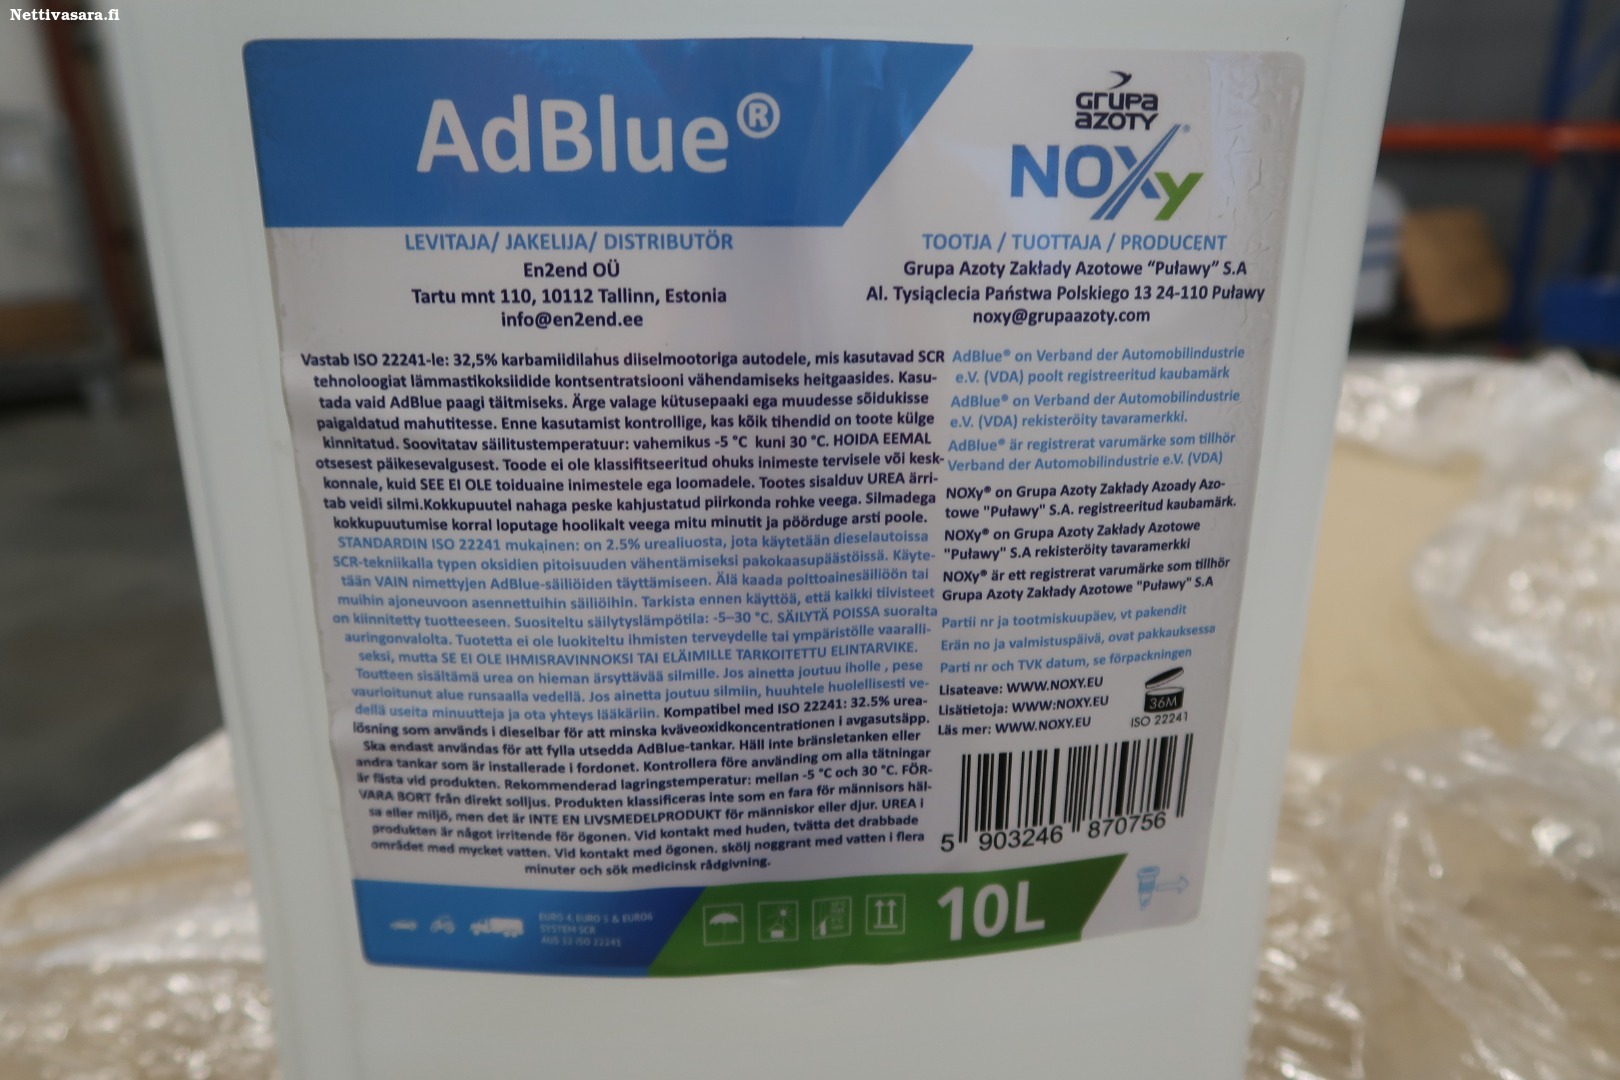 Nettivasara.fi
AdBlue®
GRUPA
AZOTY
NOXy®
LEVITAJA/ JAKELIJA/ DISTRIBUTÖR
En2end OÜ
Tartu mnt 110, 10112 Tallinn, Estonia
info@en2end.ee
TOOTJA / TUOTTAJA / PRODUCENT
Grupa Azoty Zakłady Azotowe “Puławy” S.A
Al. Tysiąclecia Państwa Polskiego 13 24-110 Puławy
noxy@grupaazoty.com
Vastab ISO 22241-le: 32,5% karbamiidilahus diiselmootoriga autodele, mis kasutavad SCR
tehnoloogiat lämmastikoksiidide kontsentratsiooni vähendamiseks heitgaasides. Kasu-
tada vaid AdBlue paagi täitmiseks. Ärge valage kütusepaaki ega muudesse sõidukisse
paigaldatud mahutitesse. Enne kasutamist kontrollige, kas kõik tihendid on toote külge
kinnitatud. Soovitatav säilitustemperatuur: vahemikus -5 °C kuni 30 °C. HOIDA EEMAL
otsesest päikesevalgusest. Toode ei ole klassifitseeritud ohuks inimeste tervisele või kesk-
konnale, kuid SEE EI OLE toiduaine inimestele ega loomadele. Tootes sisalduv UREA ärri-
tab veidi silmi.Kokkupuutel nahaga peske kahjustatud piirkonda rohke veega. Silmadega
kokkupuutumise korral loputage hoolikalt veega mitu minutit ja pöörduge arsti poole.
STANDARDIN ISO 22241 mukainen: on 2.5% urealiuosta, jota käytetään dieselautoissa
SCR-tekniikalla typen oksidien pitoisuuden vähentämiseksi pakokaasupäästöissä. Käyte-
tään VAIN nimettyjen AdBlue-säiliöiden täyttämiseen. Älä kaada polttoainesäiliöön tai
muihin ajoneuvoon asennettuihin säiliöihin. Tarkista ennen käyttöä, että kaikki tiivisteet
on kiinnitetty tuotteeseen. Suositeltu säilytyslämpötila: -5–30 °C. SÄILYTÄ POISSA suoralta
auringonvalolta. Tuotetta ei ole luokiteltu ihmisten terveydelle tai ympäristölle vaaralli-
seksi, mutta SE EI OLE IHMISRAVINNOKSI TAI ELÄIMILLE TARKOITETTU ELINTARVIKE.
Tuotteen sisältämä urea on hieman ärsyttävää silmille. Jos ainetta joutuu iholle , pese
vaurioitunut alue runsaalla vedellä. Jos ainetta joutuu silmiin, huuhtele huolellisesti ve-
dellä useita minuutteja ja ota yhteys lääkäriin. Kompatibel med ISO 22241: 32.5% urea-
lösning som används i dieselbar för att minska kväveoxidkoncentrationen i avgasutsäpp.
Ska endast användas för att fylla utsedda AdBlue-tankar. Häll inte bränsletanken eller
andra tankar som är installerade i fordonet. Kontrollera före använding om alla tätningar
är fästa vid produkten. Rekommenderad lagringstemperatur: mellan -5 °C och 30 °C. FÖR-
VARA BORT från direkt solljus. Produkten klassificeras inte som en fara för människors häl-
sa eller miljö, men det är INTE EN LIVSMEDELPRODUKT för människor eller djur. UREA i
produkten är något irritende för ögonen. Vid kontakt med huden, tvätta det drabbade
området med mycket vatten. Vid kontakt med ögonen. skölj noggrant med vatten i flera
minuter och sök medicinsk rådgivning.
AdBlue® on Verband der Automobilindustrie
e.V. (VDA) poolt registreeritud kaubamärk
AdBlue® on Verband der Automobilindustrie
e.V. (VDA) rekisteröity tavaramerkki.
AdBlue® är registrerat varumärke som tillhör
Verband der Automobilindustrie e.V. (VDA)
NOXy® on Grupa Azoty Zakłady Azoady Azo-
towe "Puławy" S.A. registreeritud kaubamärk.
NOXy® on Grupa Azoty Zakłady Azotowe
"Puławy" S.A rekisteröity tavaramerkki
NOXy® är ett registrerat varumärke som tillhör
Grupa Azoty Zakłady Azotowe "Puławy" S.A
Partii nr ja tootmiskuupäev, vt pakendit
Erän no ja valmistuspäivä, ovat pakkauksessa
Parti nr och TVK datum, se förpackningen
Lisateave: WWW.NOXY.EU
Lisätietoja: WWW:NOXY.EU
Läs mer: WWW.NOXY.EU
36M
ISO 22241
5 903246 870756
EURO 4, EURO 5 & EURO6
SYSTEM SCR
AUS 32 ISO 22241
10L